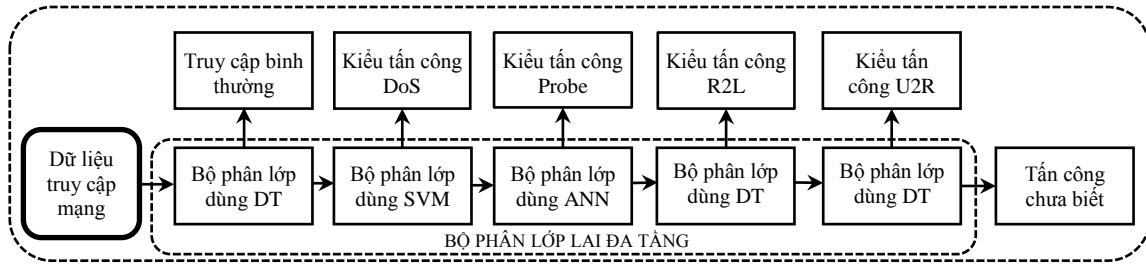 Truy cập bình
thường
Kiểu tấn công
DoS
Kiểu tấn công
Probe
Kiểu tấn công
R2L
Kiểu tấn
công U2R
Dữ liệu
truy cập
mạng
Bộ phân lớp
dùng DT
Bộ phân lớp
dùng SVM
Bộ phân lớp
dùng ANN
Bộ phân lớp
dùng DT
Bộ phân lớp
dùng DT
Tấn công
chưa biết
BỘ PHÂN LỚP LAI ĐA TẦNG